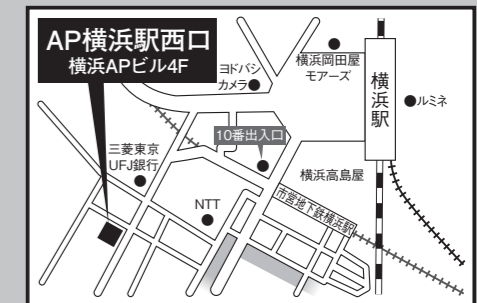 AP横浜駅西口
横浜APビル4F
ヨドバシ
カメラ
横浜岡田屋
モアーズ
横浜駅
ルミネ
10番出入口
三菱東京
UFJ銀行
横浜高島屋
市営地下鉄横浜駅
NTT